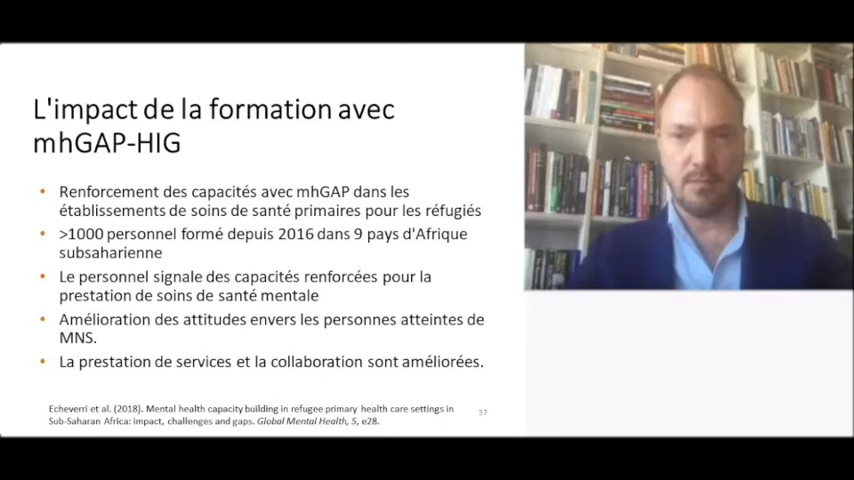 L'impact de la formation avec
mhGAP-HIG
• Renforcement des capacités avec mhGAP dans les
établissements de soins de santé primaires pour les réfugiés
• >1000 personnel formé depuis 2016 dans 9 pays d'Afrique
subsaharienne
• Le personnel signale des capacités renforcées pour la
prestation de soins de santé mentale
• Amélioration des attitudes envers les personnes atteintes de
MNS.
• La prestation de services et la collaboration sont améliorées.
Echeverri et al. (2018). Mental health capacity building in refugee primary health care settings in
Sub-Saharan Africa: impact, challenges and gaps. Global Mental Health, 5, e28.
37